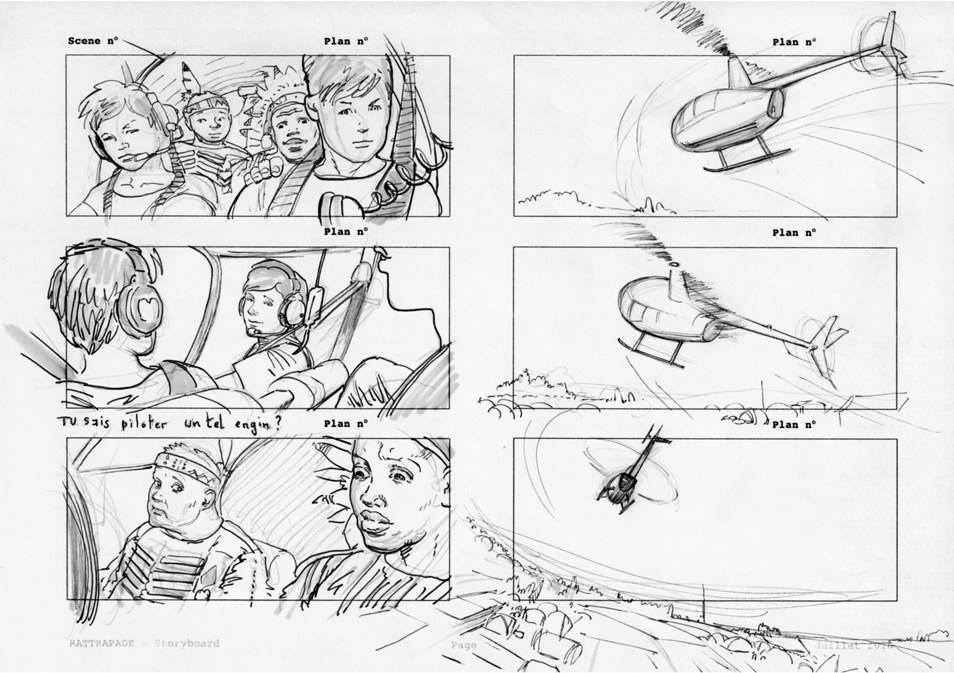 Scene n° Plan n°
Plan n°
Plan n°
Plan n°
TU sais piloter un tel engin ?
Plan n°
Plan n°
RATTRAPAGE - Storyboard
Page
Juillet